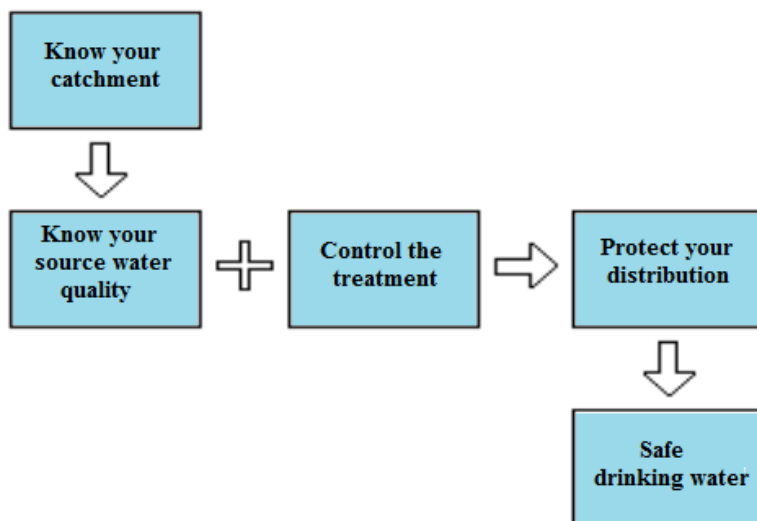 Know your
catchment
Know your
source water
quality
Control the
treatment
Protect your
distribution
Safe
drinking water